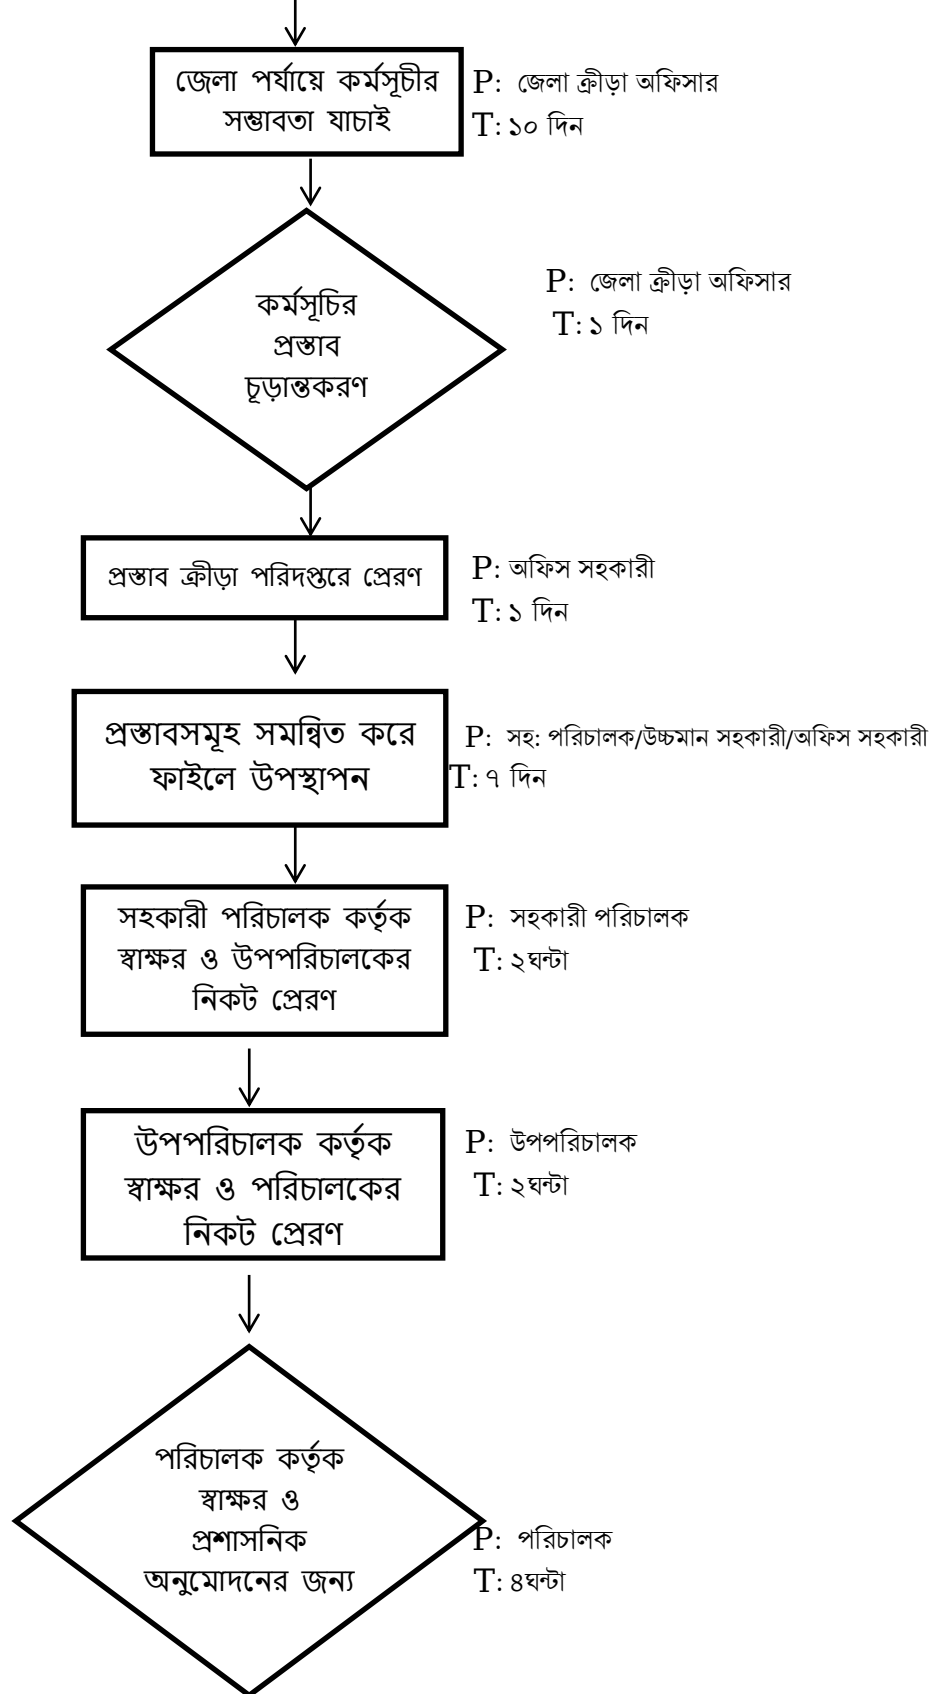 জেলা পর্যায়ে কর্মসূচীর
সম্ভাবতা যাচাই
P: জেলা ক্রীড়া অফিসার
T: ১০ দিন
কর্মসূচির
প্রস্তাব
চূড়ান্তকরণ
P: জেলা ক্রীড়া অফিসার
T: ১ দিন
প্রস্তাব ক্রীড়া পরিদপ্তরে প্রেরণ
P: অফিস সহকারী
T: ১ দিন
প্রস্তাবসমূহ সমন্বিত করে
ফাইলে উপস্থাপন
P: সহ: পরিচালক/উচ্চমান সহকারী/অফিস সহকারী
T: ৭ দিন
সহকারী পরিচালক কর্তৃক
স্বাক্ষর ও উপপরিচালকের
নিকট প্রেরণ
P: সহকারী পরিচালক
T: ২ঘন্টা
উপপরিচালক কর্তৃক
স্বাক্ষর ও পরিচালকের
নিকট প্রেরণ
P: উপপরিচালক
T: ২ঘন্টা
পরিচালক কর্তৃক
স্বাক্ষর ও
প্রশাসনিক
অনুমোদনের জন্য
P: পরিচালক
T: ৪ঘন্টা